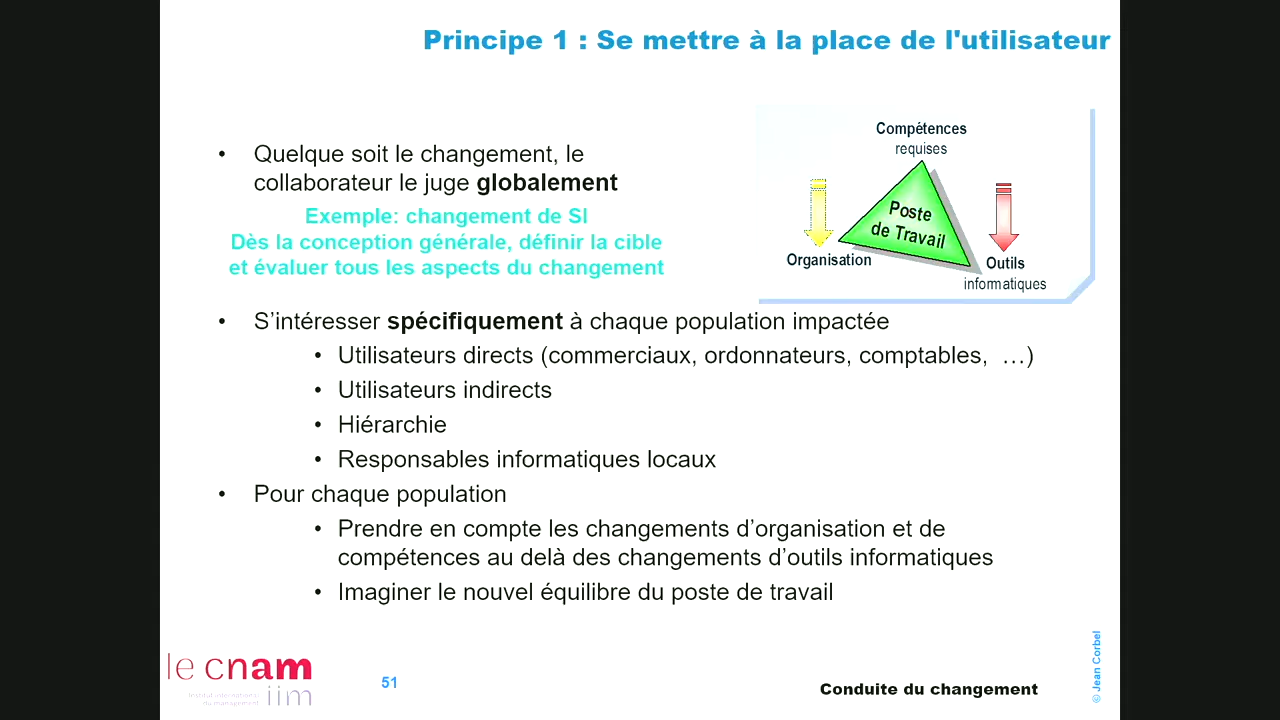 Principe 1 : Se mettre à la place de l'utilisateur
• Quelque soit le changement, le
collaborateur le juge globalement
Exemple: changement de SI
Dès la conception générale, définir la cible
et évaluer tous les aspects du changement
Compétences
requises
Poste
de Travail
Organisation
Outils
informatiques
• S’intéresser spécifiquement à chaque population impactée
• Utilisateurs directs (commerciaux, ordonnateurs, comptables, …)
• Utilisateurs indirects
• Hiérarchie
• Responsables informatiques locaux
• Pour chaque population
• Prendre en compte les changements d’organisation et de
compétences au delà des changements d’outils informatiques
• Imaginer le nouvel équilibre du poste de travail
le cnam
iim
51
Conduite du changement
© Jean Corbel